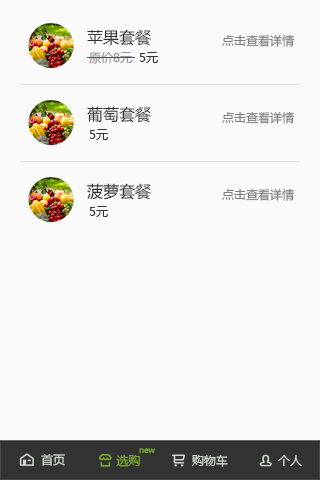 苹果套餐 点击查看详情
原价8元 5元
葡萄套餐 点击查看详情
5元
菠萝套餐 点击查看详情
5元
首页 选购 new 购物车 个人